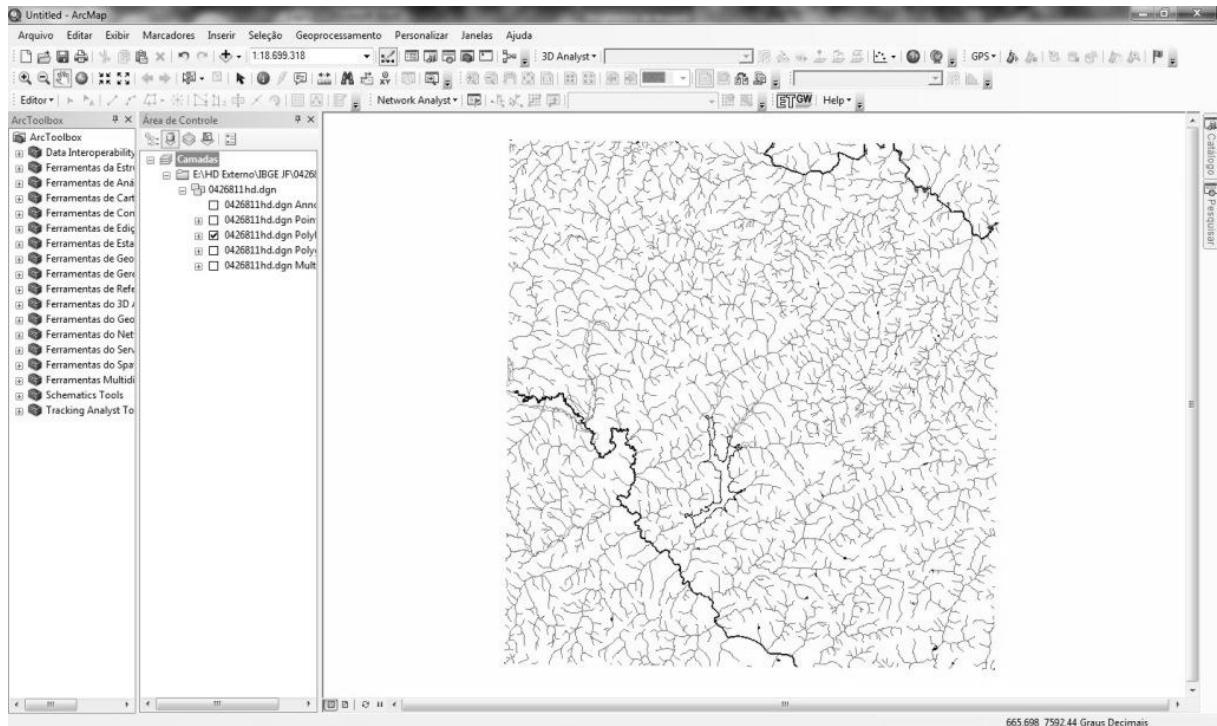 Untitled - ArcMap
Arquivo Editar Exibir Marcadores Inserir Seleção Geoprocessamento Personalizar Janelas Ajuda
1:18.699.318 3D Analyst GPS
Editor Network Analyst ET GW Help
ArcToolbox
ArcToolbox
Data Interoperability
Ferramentas da Estr
Ferramentas de Aná
Ferramentas de Cart
Ferramentas de Con
Ferramentas de Ediç
Ferramentas de Esta
Ferramentas de Geo
Ferramentas de Gere
Ferramentas de Refe
Ferramentas do 3D A
Ferramentas do Geo
Ferramentas do Net
Ferramentas do Serv
Ferramentas do Spa
Ferramentas Multidi
Schematics Tools
Tracking Analyst To
Área de Controle
Camadas
E:\HD Externo\IBGE JF\04268
0426811hd.dgn
0426811hd.dgn Anno
0426811hd.dgn Poin
0426811hd.dgn Polyl
0426811hd.dgn Polyg
0426811hd.dgn Mult
Catálogo
Pesquisar
665,698 7592,44 Graus Decimais